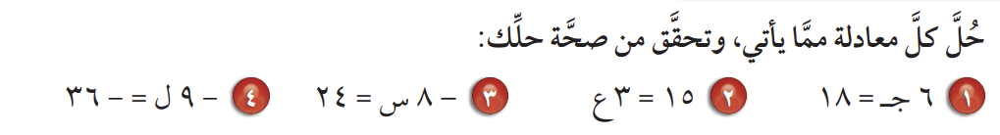 حُلَّ كلَّ معادلة ممَّا يأتي، وتحقَّق من صحَّة حلِّك:
١ ٦ جـ = ١٨ ٢ ١٥ = ٣ ع ٣ – ٨ س = ٢٤ ٤ – ٩ ل = – ٣٦